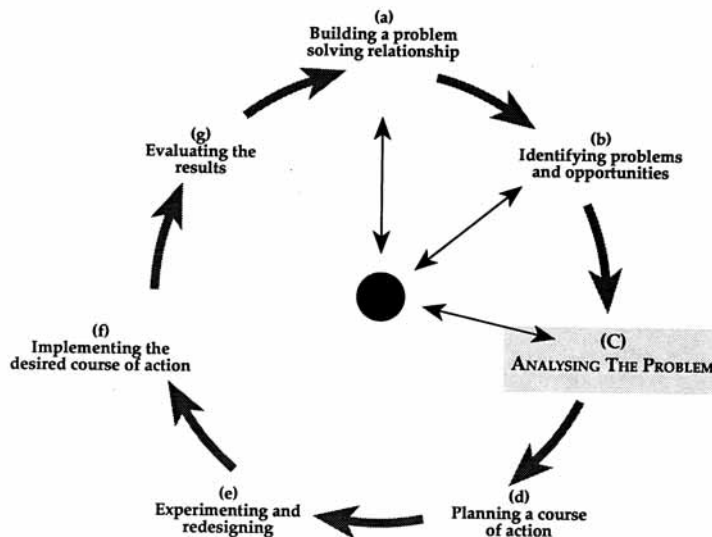 (a)
Building a problem
solving relationship
(b)
Identifying problems
and opportunities
(C)
ANALYSING THE PROBLEM
(d)
Planning a course
of action
(e)
Experimenting and
redesigning
(f)
Implementing the
desired course of action
(g)
Evaluating the
results